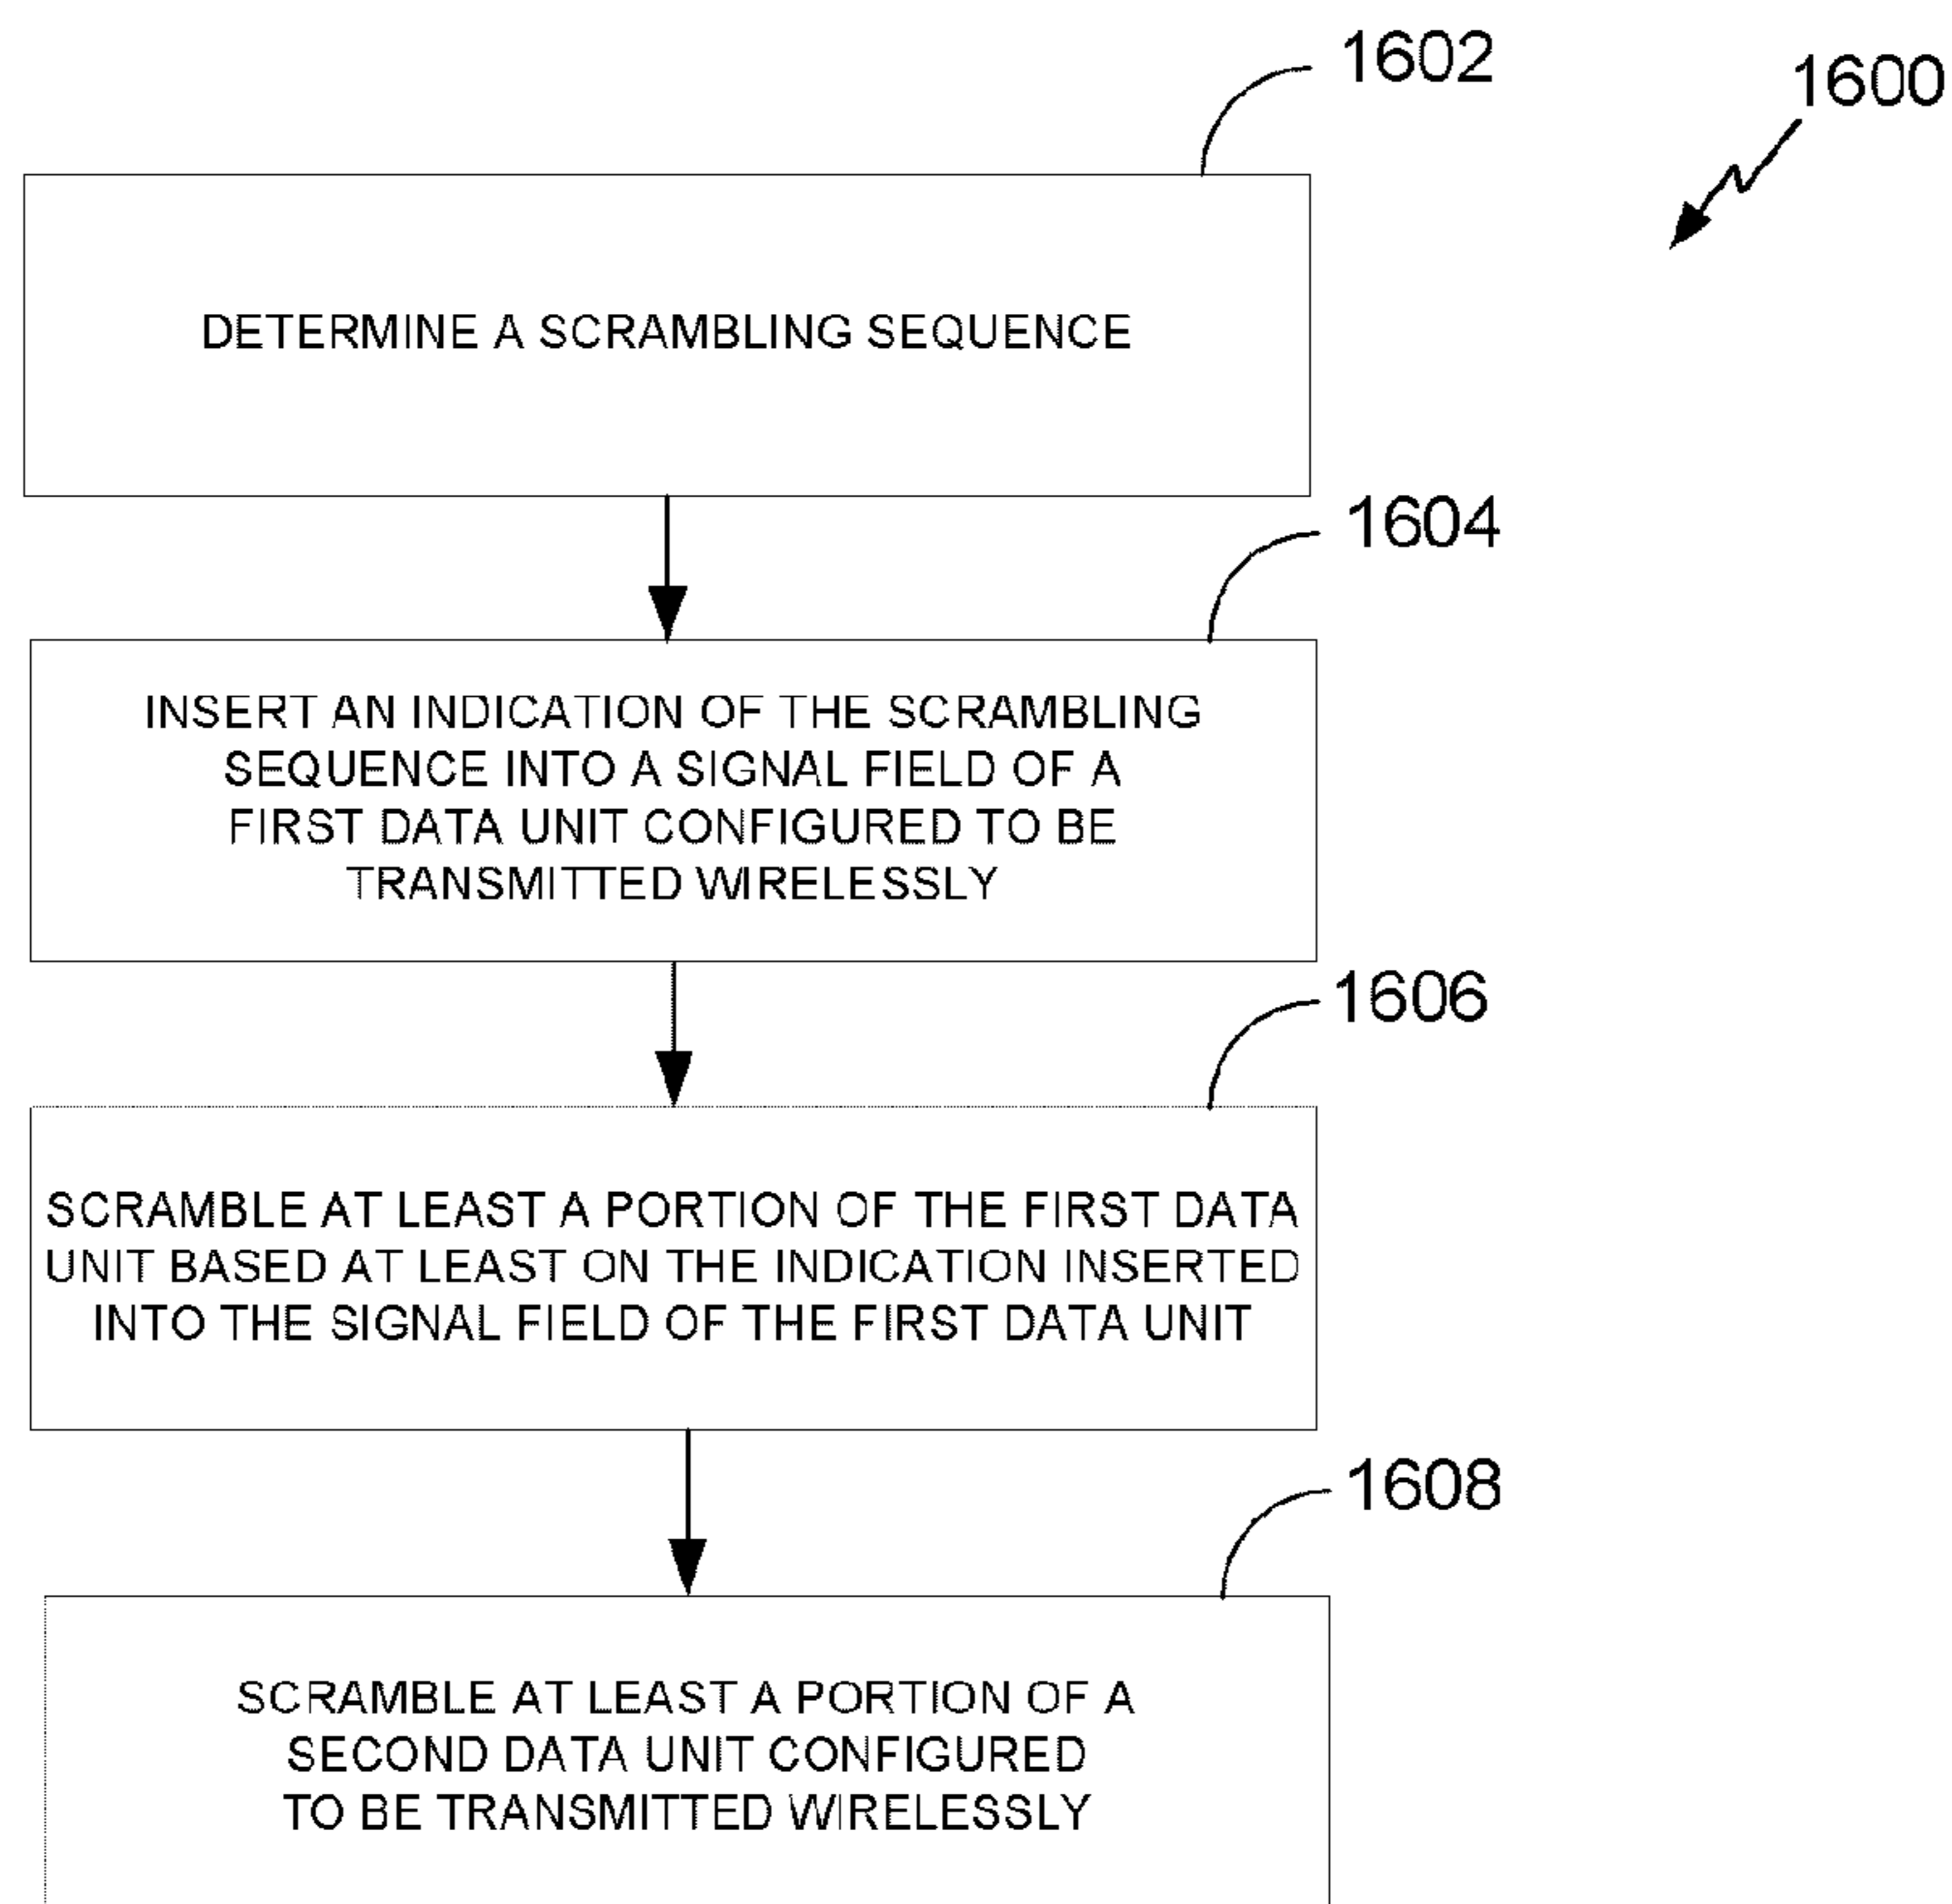 1602
1600
DETERMINE A SCRAMBLING SEQUENCE
1604
INSERT AN INDICATION OF THE SCRAMBLING
SEQUENCE INTO A SIGNAL FIELD OF A
FIRST DATA UNIT CONFIGURED TO BE
TRANSMITTED WIRELESSLY
1606
SCRAMBLE AT LEAST A PORTION OF THE FIRST DATA
UNIT BASED AT LEAST ON THE INDICATION INSERTED
INTO THE SIGNAL FIELD OF THE FIRST DATA UNIT
1608
SCRAMBLE AT LEAST A PORTION OF A
SECOND DATA UNIT CONFIGURED
TO BE TRANSMITTED WIRELESSLY